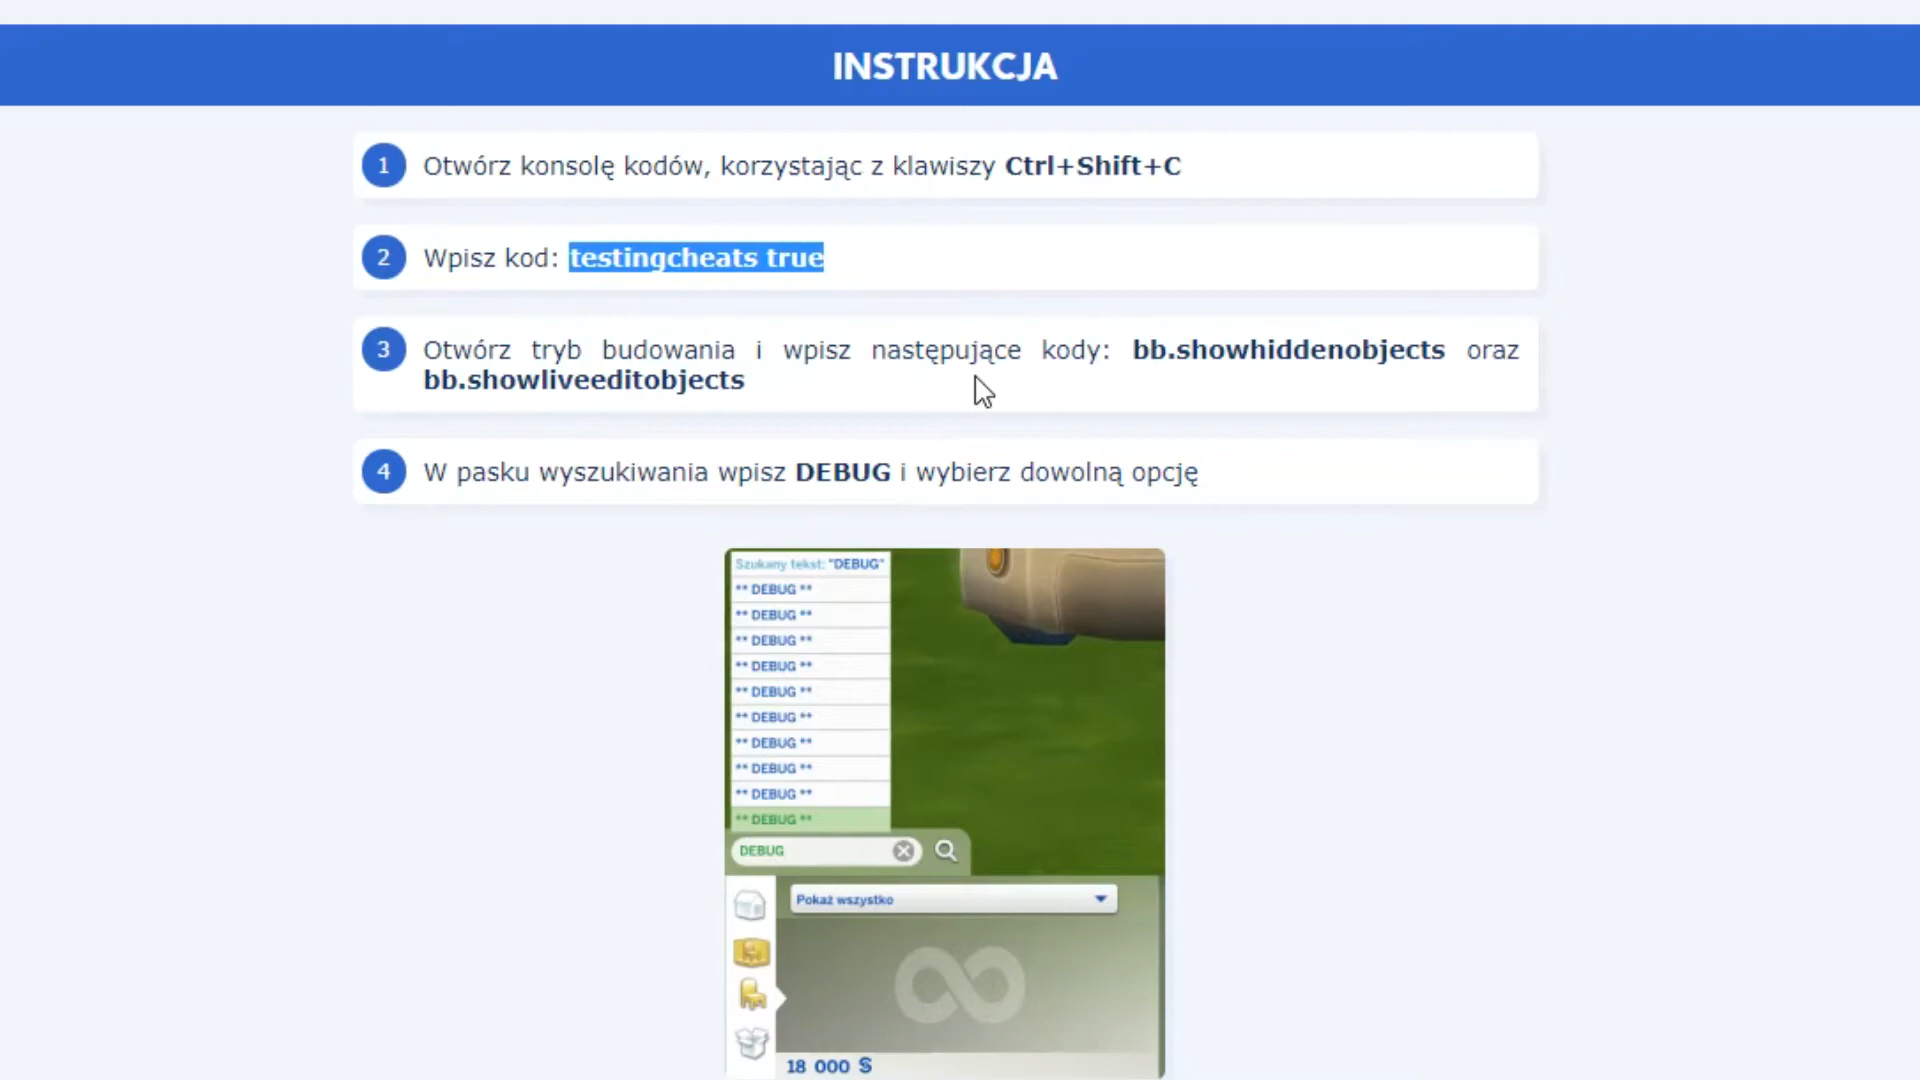 INSTRUKCJA
1 Otwórz konsolę kodów, korzystając z klawiszy Ctrl+Shift+C
2 Wpisz kod: testingcheats true
3 Otwórz tryb budowania i wpisz następujące kody: bb.showhiddenobjects oraz
bb.showliveeditobjects
4 W pasku wyszukiwania wpisz DEBUG i wybierz dowolną opcję
Szukany tekst: "DEBUG"
** DEBUG **
** DEBUG **
** DEBUG **
** DEBUG **
** DEBUG **
** DEBUG **
** DEBUG **
** DEBUG **
** DEBUG **
** DEBUG **
DEBUG
Pokaż wszystko
18 000 $